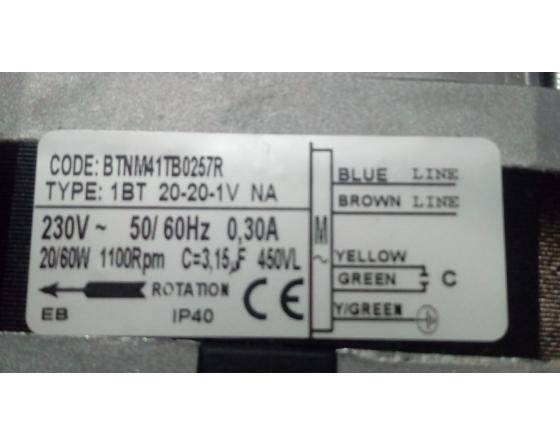 CODE: BTNM41TB0257R
TYPE: 1BT 20-20-1V NA
230V ~ 50/60Hz 0,30A
20/60W 1100Rpm C=3,15µF 450VL
ROTATION
EB IP40 CE
M
~
BLUE LINE
BROWN LINE
YELLOW
GREEN C
Y/GREEN